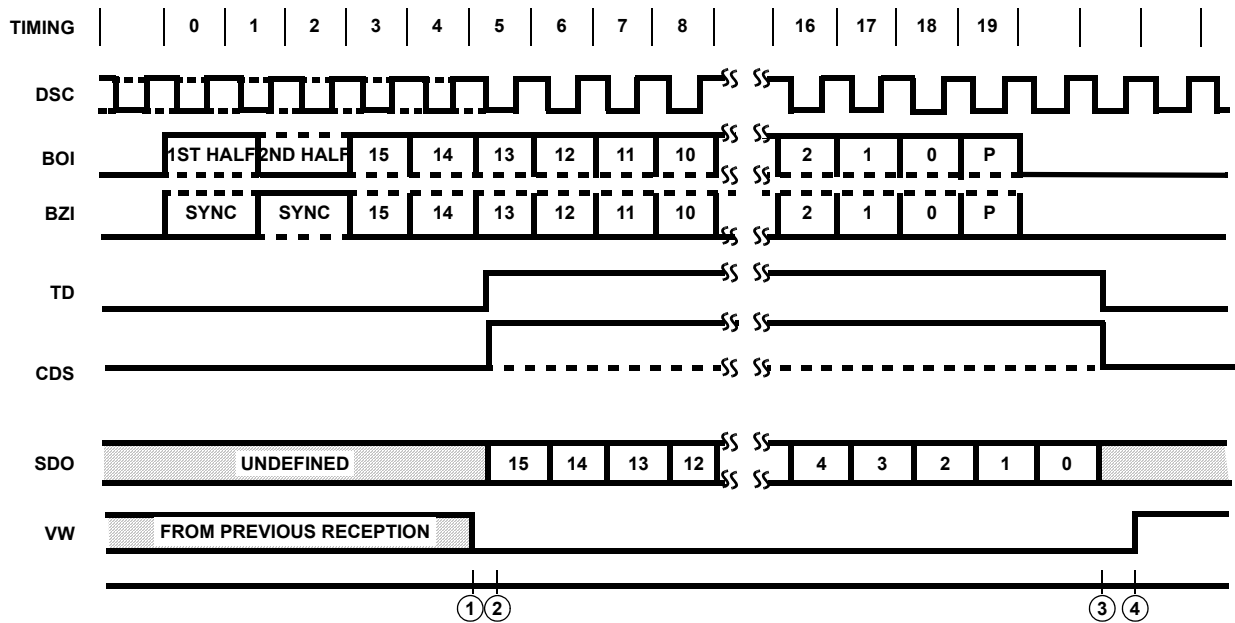 TIMING 0 1 2 3 4 5 6 7 8 16 17 18 19
DSC
BOI 1ST HALF 2ND HALF 15 14 13 12 11 10 2 1 0 P
BZI SYNC SYNC 15 14 13 12 11 10 2 1 0 P
TD
CDS
SDO UNDEFINED 15 14 13 12 4 3 2 1 0
VW FROM PREVIOUS RECEPTION
1 2 3 4